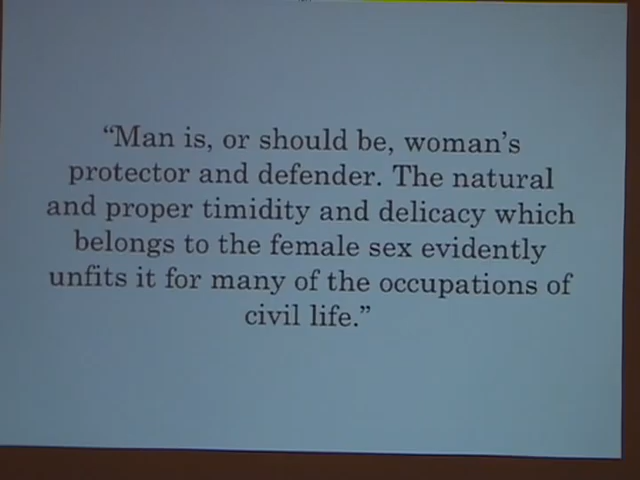 “Man is, or should be, woman’s
protector and defender. The natural
and proper timidity and delicacy which
belongs to the female sex evidently
unfits it for many of the occupations of
civil life.”